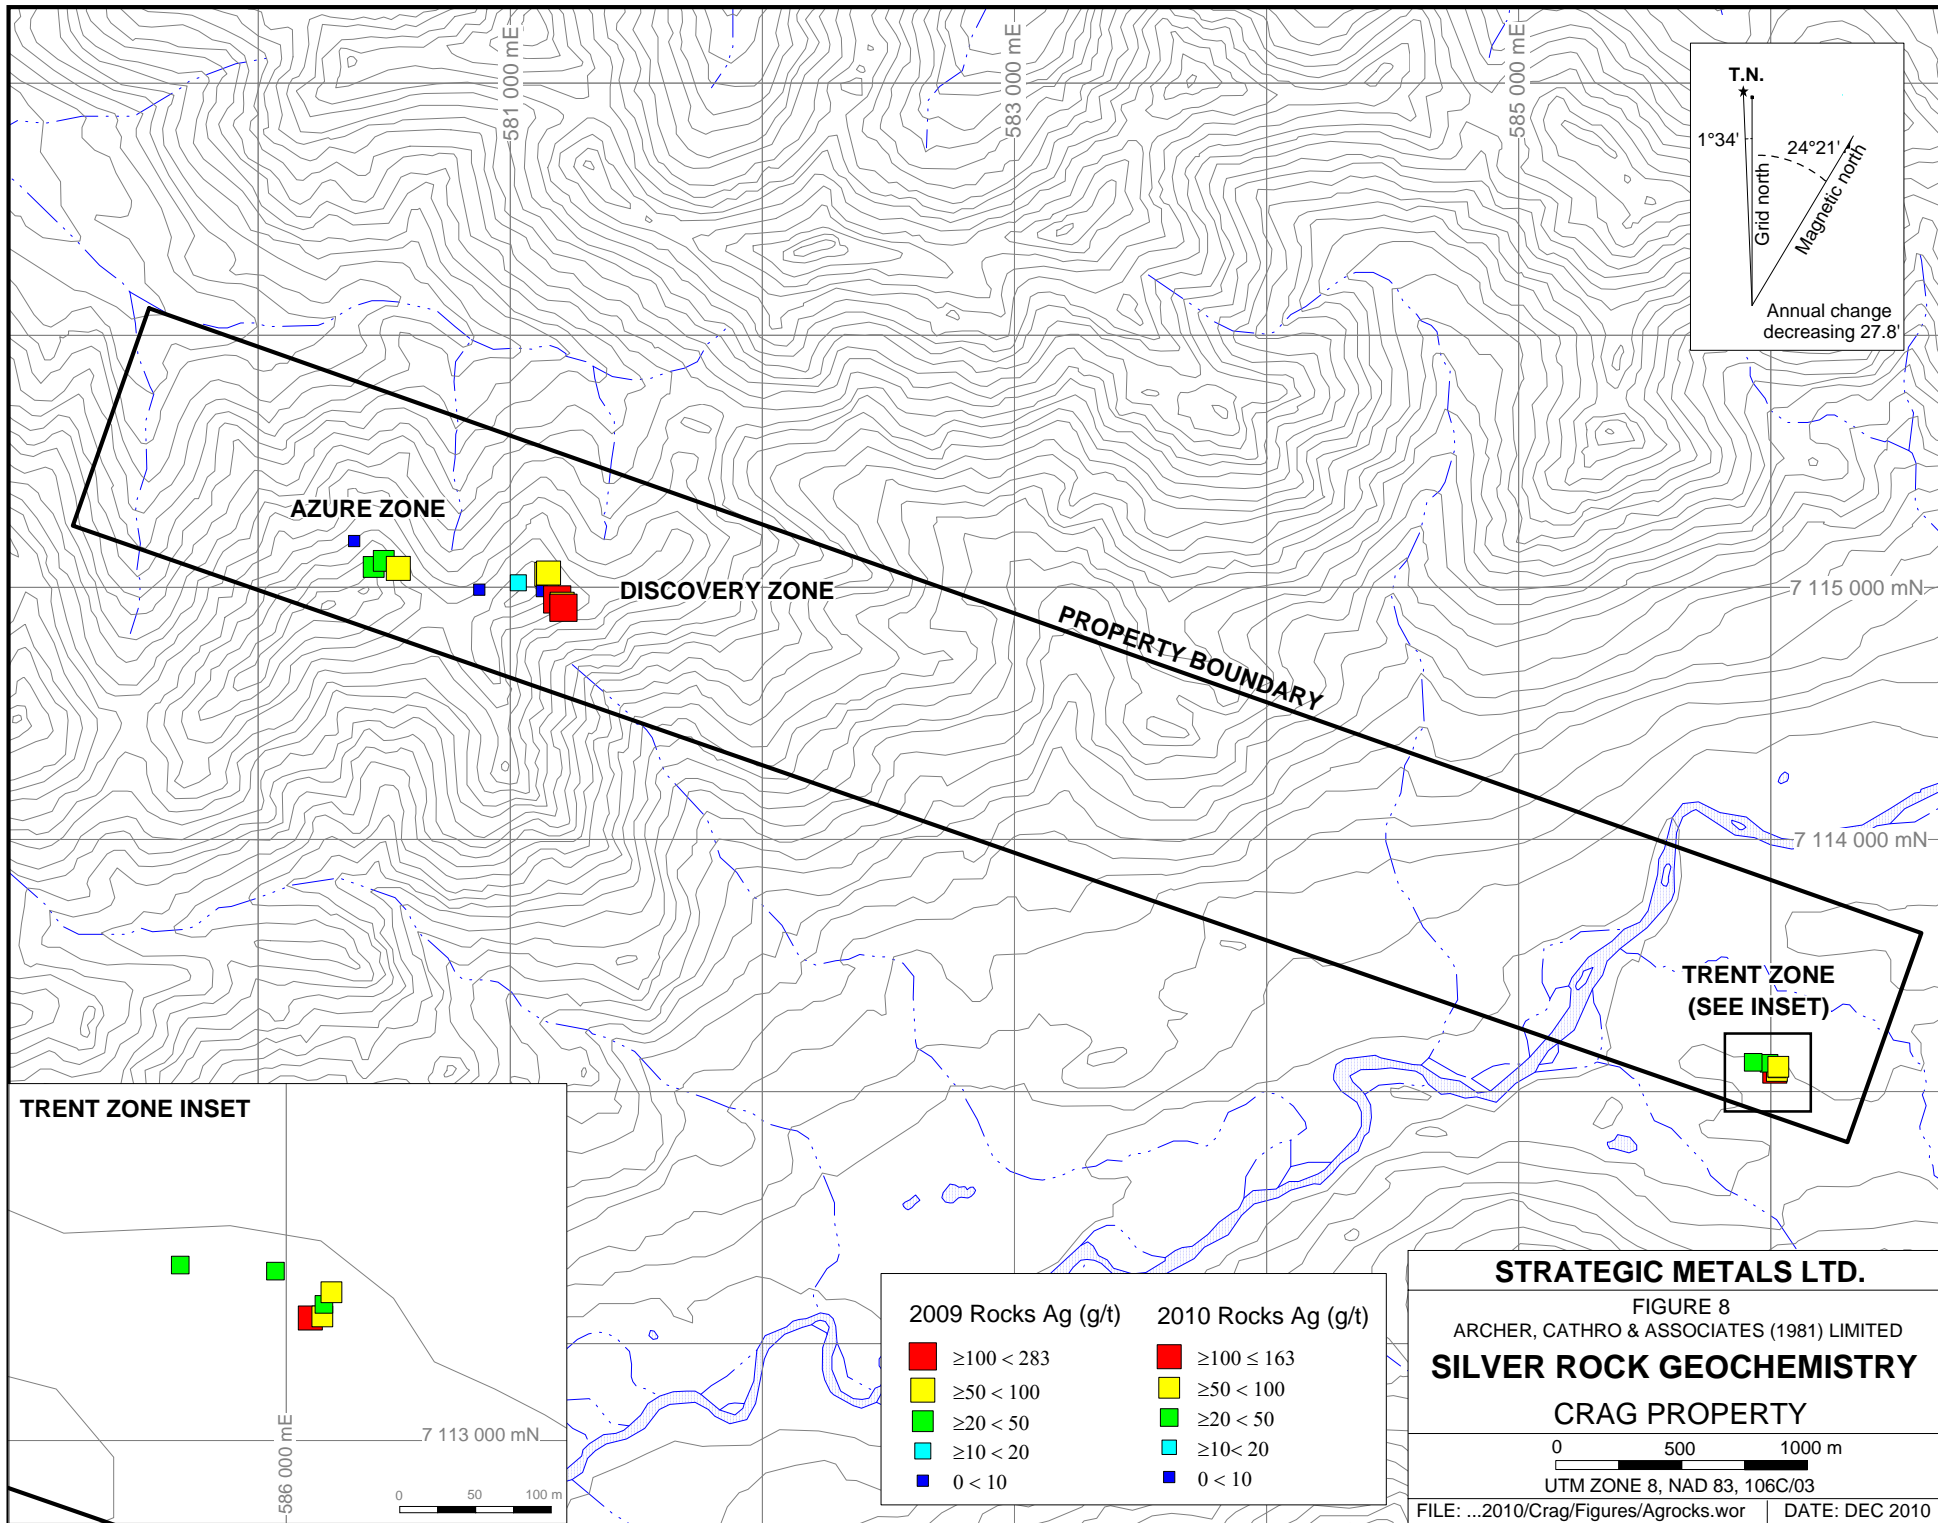 581 000 mE
583 000 mE
585 000 mE
T.N.
1°34'
24°21'
Grid north
Magnetic north
Annual change
decreasing 27.8'
AZURE ZONE
DISCOVERY ZONE
7 115 000 mN
PROPERTY BOUNDARY
7 114 000 mN
TRENT ZONE
(SEE INSET)
TRENT ZONE INSET
586 000 mE
7 113 000 mN
0 50 100 m
2009 Rocks Ag (g/t)
≥100 < 283
≥50 < 100
≥20 < 50
≥10 < 20
0 < 10
2010 Rocks Ag (g/t)
≥100 ≤ 163
≥50 < 100
≥20 < 50
≥10< 20
0 < 10
STRATEGIC METALS LTD.
FIGURE 8
ARCHER, CATHRO & ASSOCIATES (1981) LIMITED
SILVER ROCK GEOCHEMISTRY
CRAG PROPERTY
0 500 1000 m
UTM ZONE 8, NAD 83, 106C/03
FILE: ...2010/Crag/Figures/Agrocks.wor
DATE: DEC 2010